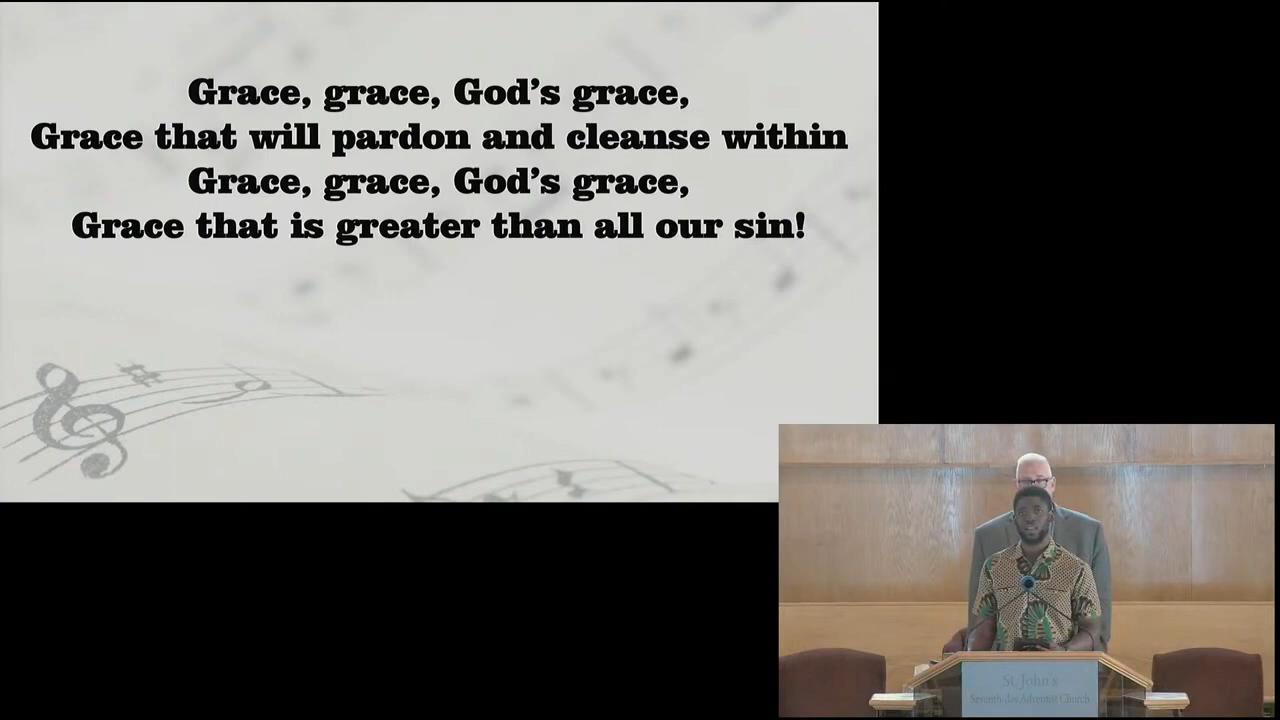 Grace, grace, God's grace,
Grace that will pardon and cleanse within
Grace, grace, God's grace,
Grace that is greater than all our sin!
St. John's
Seventh-day Adventist Church